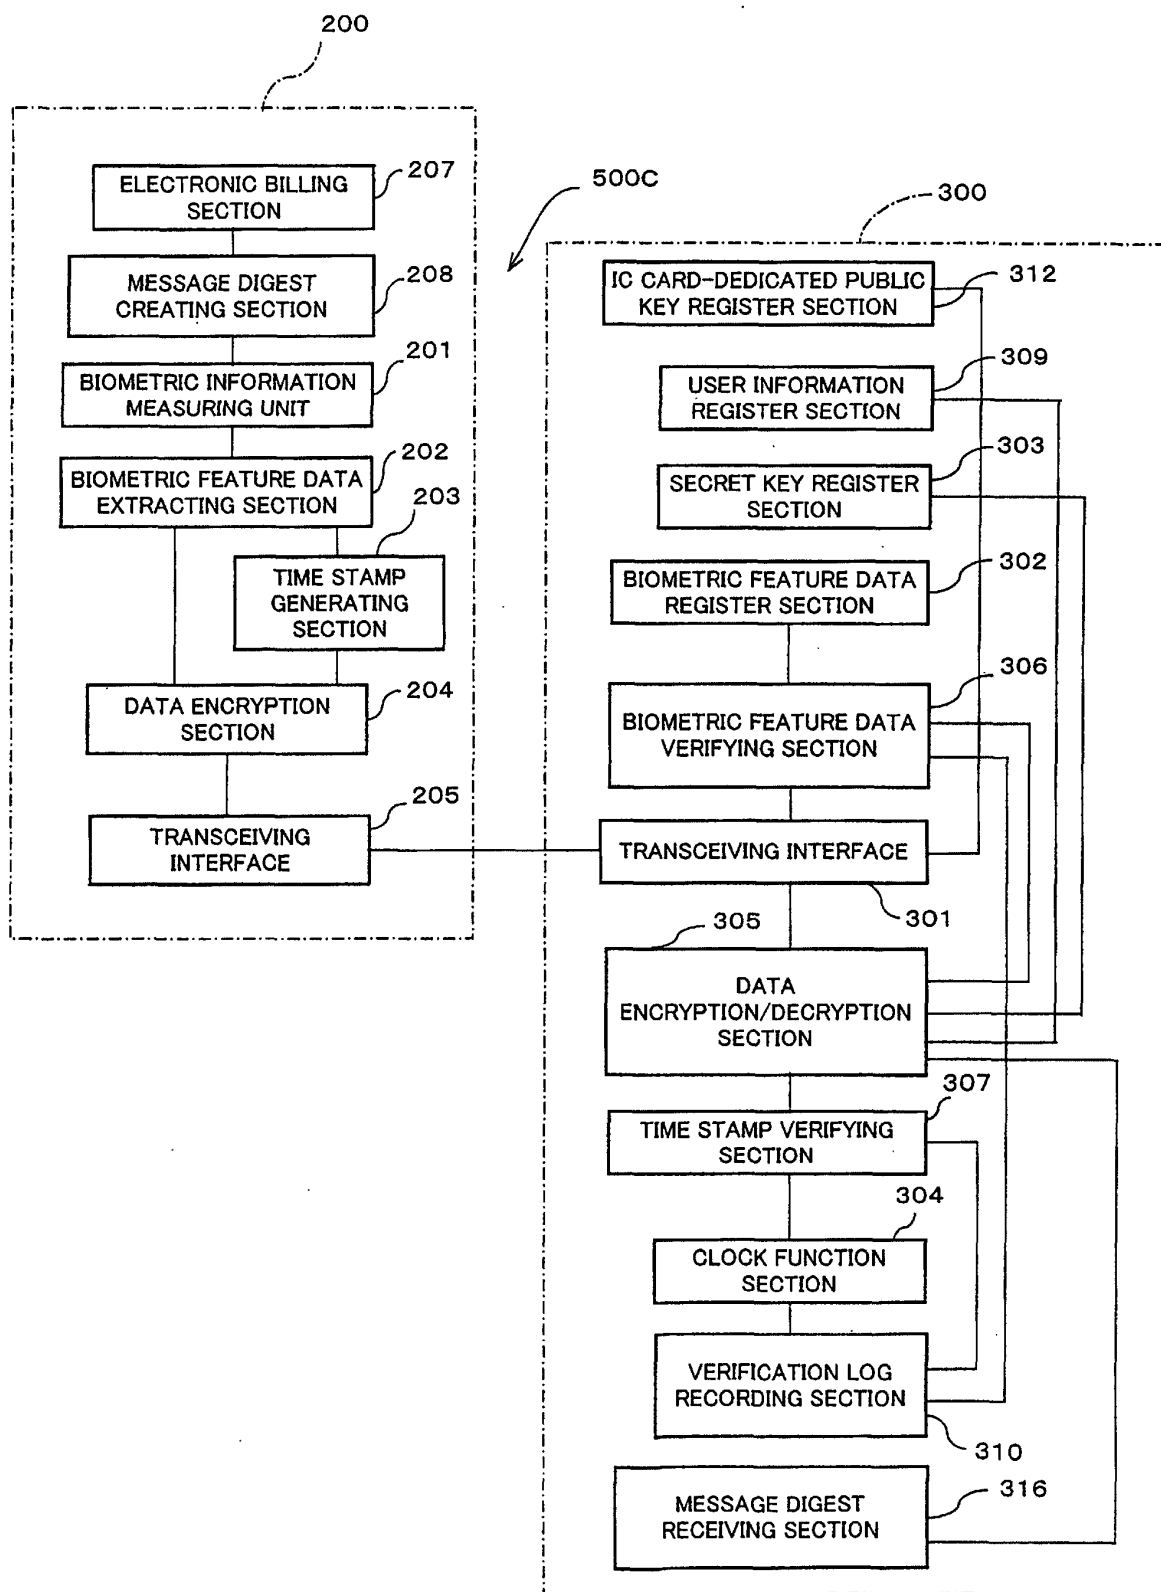 200
ELECTRONIC BILLING
SECTION
207
MESSAGE DIGEST
CREATING SECTION
208
BIOMETRIC INFORMATION
MEASURING UNIT
201
BIOMETRIC FEATURE DATA
EXTRACTING SECTION
202
203
TIME STAMP
GENERATING
SECTION
DATA ENCRYPTION
SECTION
204
TRANSCEIVING
INTERFACE
205
500C
300
IC CARD-DEDICATED PUBLIC
KEY REGISTER SECTION
312
USER INFORMATION
REGISTER SECTION
309
SECRET KEY REGISTER
SECTION
303
BIOMETRIC FEATURE DATA
REGISTER SECTION
302
BIOMETRIC FEATURE DATA
VERIFYING SECTION
306
TRANSCEIVING INTERFACE
301
305
DATA
ENCRYPTION/DECRYPTION
SECTION
307
TIME STAMP VERIFYING
SECTION
304
CLOCK FUNCTION
SECTION
VERIFICATION LOG
RECORDING SECTION
310
MESSAGE DIGEST
RECEIVING SECTION
316